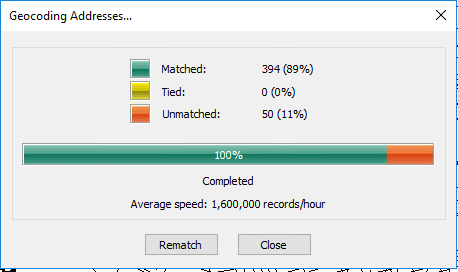 Geocoding Addresses...
Matched: 394 (89%)
Tied: 0 (0%)
Unmatched: 50 (11%)
100%
Completed
Average speed: 1,600,000 records/hour
Rematch Close